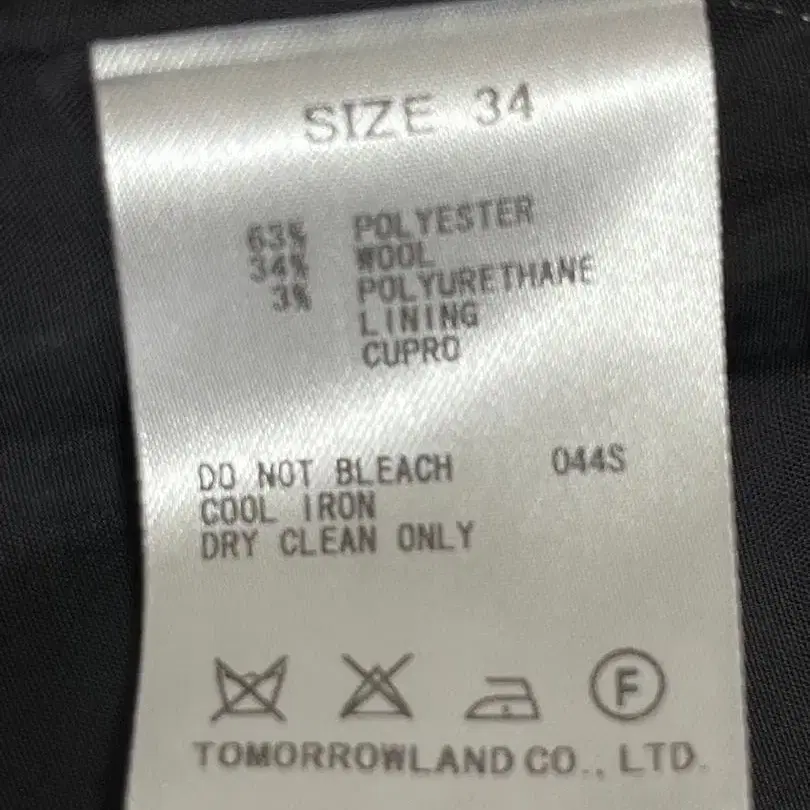 SIZE 34
63% POLYESTER
34% WOOL
3% POLYURETHANE
LINING
CUPRO
DO NOT BLEACH 044S
COOL IRON
DRY CLEAN ONLY
F
TOMORROWLAND CO., LTD.